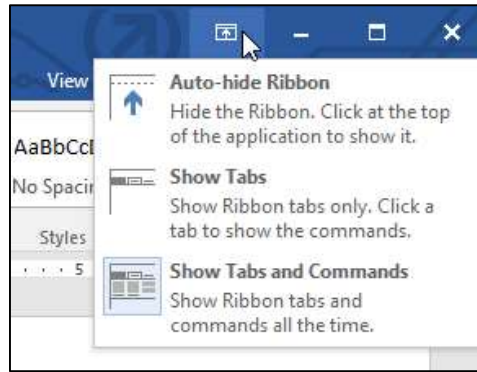 View
Auto-hide Ribbon
Hide the Ribbon. Click at the top
of the application to show it.
AaBbCcD
No Spacin
Show Tabs
Show Ribbon tabs only. Click a
tab to show the commands.
Styles
5
Show Tabs and Commands
Show Ribbon tabs and
commands all the time.